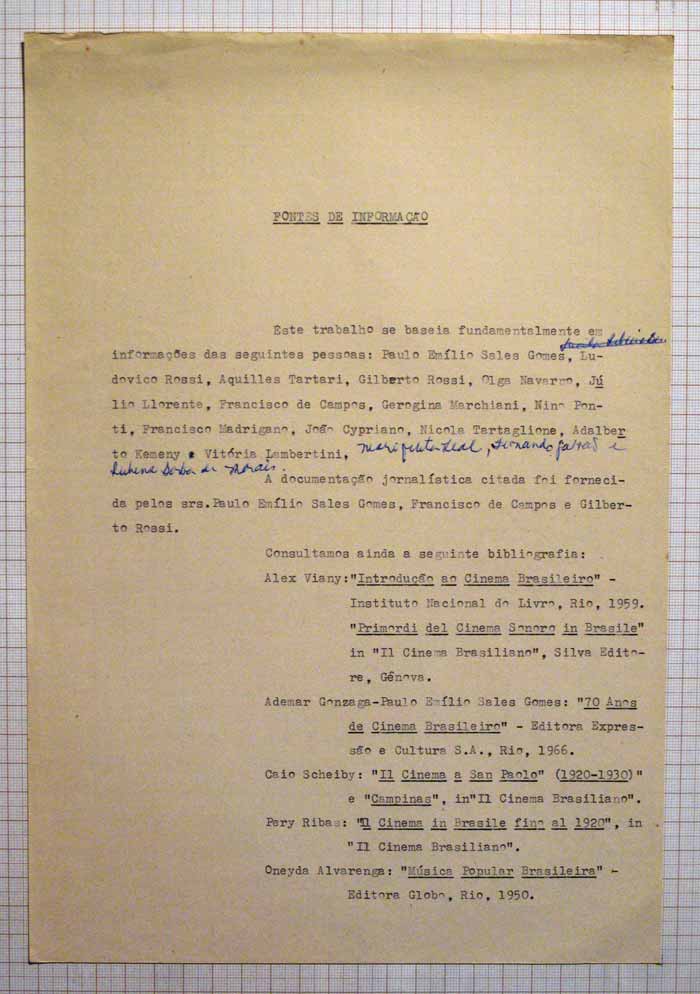 FONTES DE INFORMAÇÃO
Este trabalho se baseia fundamentalmente em
informações das seguintes pessoas: Paulo Emílio Sales Gomes, Lu-
dovico Rossi, Aquilles Tartari, Gilberto Rossi, Olga Navarro, Jú
lio Llorente, Francisco de Campos, Gerogina Marchiani, Nino Pon-
ti, Francisco Madrigano, João Cypriano, Nicola Tartaglione, Adalber
to Kemeny e Vitória Lambertini, Leal, Fernando e
Rubens Borba de Morais.
A documentação jornalística citada foi forneci-
da pelos srs.Paulo Emílio Sales Gomes, Francisco de Campos e Gilber-
to Rossi.
Consultamos ainda a seguinte bibliografia:
Alex Viany:"Introdução ao Cinema Brasileiro" -
Instituto Nacional do Livro, Rio, 1959.
"Primordi del Cinema Sonoro in Brasile"
in "Il Cinema Brasiliano", Silva Edito-
re, Gênova.
Ademar Gonzaga-Paulo Emílio Sales Gomes: "70 Anos
de Cinema Brasileiro" - Editora Expres-
são e Cultura S.A., Rio, 1966.
Caio Scheiby: "Il Cinema a San Paolo" (1920-1930)"
e "Campinas", in"Il Cinema Brasiliano".
Pery Ribas: "Il Cinema in Brasile fino al 1920", in
"Il Cinema Brasiliano".
Oneyda Alvarenga: "Música Popular Brasileira" -
Editora Globo, Rio, 1950.